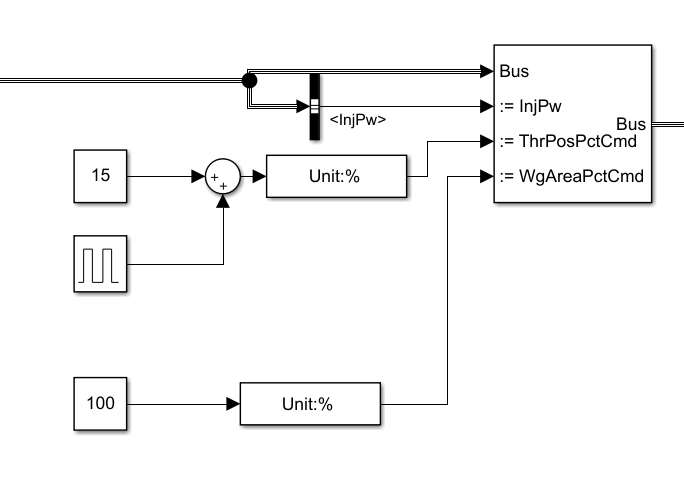 Bus
:= InjPw
<InjPw>
Bus
:= ThrPosPctCmd
15
+
+
Unit:%
:= WgAreaPctCmd
100
Unit:%